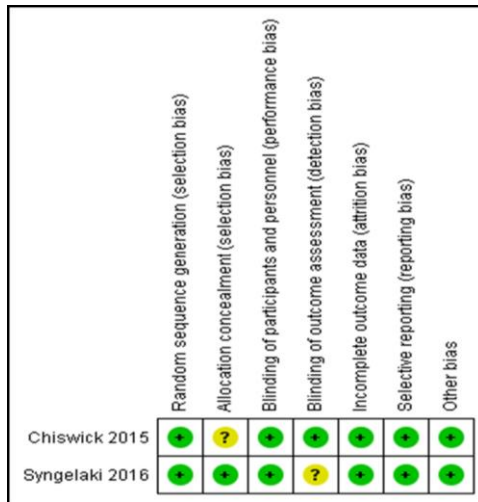 Random sequence generation (selection bias)
Allocation concealment (selection bias)
Blinding of participants and personnel (performance bias)
Blinding of outcome assessment (detection bias)
Incomplete outcome data (attrition bias)
Selective reporting (reporting bias)
Other bias
Chiswick 2015 + ? + + + + +
Syngelaki 2016 + + + ? + + +